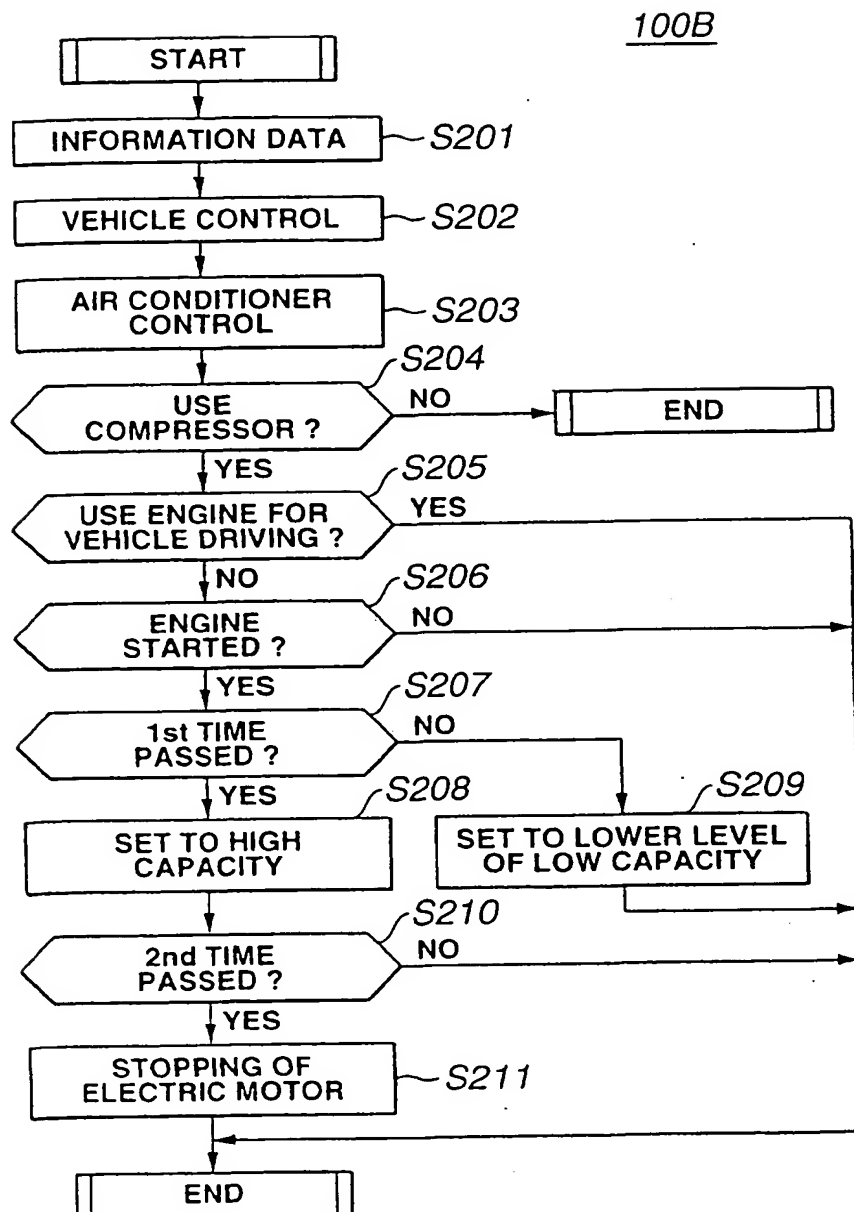 100B
START
INFORMATION DATA
S201
VEHICLE CONTROL
S202
AIR CONDITIONER
CONTROL
S203
S204
USE
COMPRESSOR ?
NO
END
YES
S205
USE ENGINE FOR
VEHICLE DRIVING ?
YES
NO
S206
ENGINE
STARTED ?
NO
YES
S207
1st TIME
PASSED ?
NO
YES
S208
SET TO HIGH
CAPACITY
S209
SET TO LOWER LEVEL
OF LOW CAPACITY
S210
2nd TIME
PASSED ?
NO
YES
STOPPING OF
ELECTRIC MOTOR
S211
END